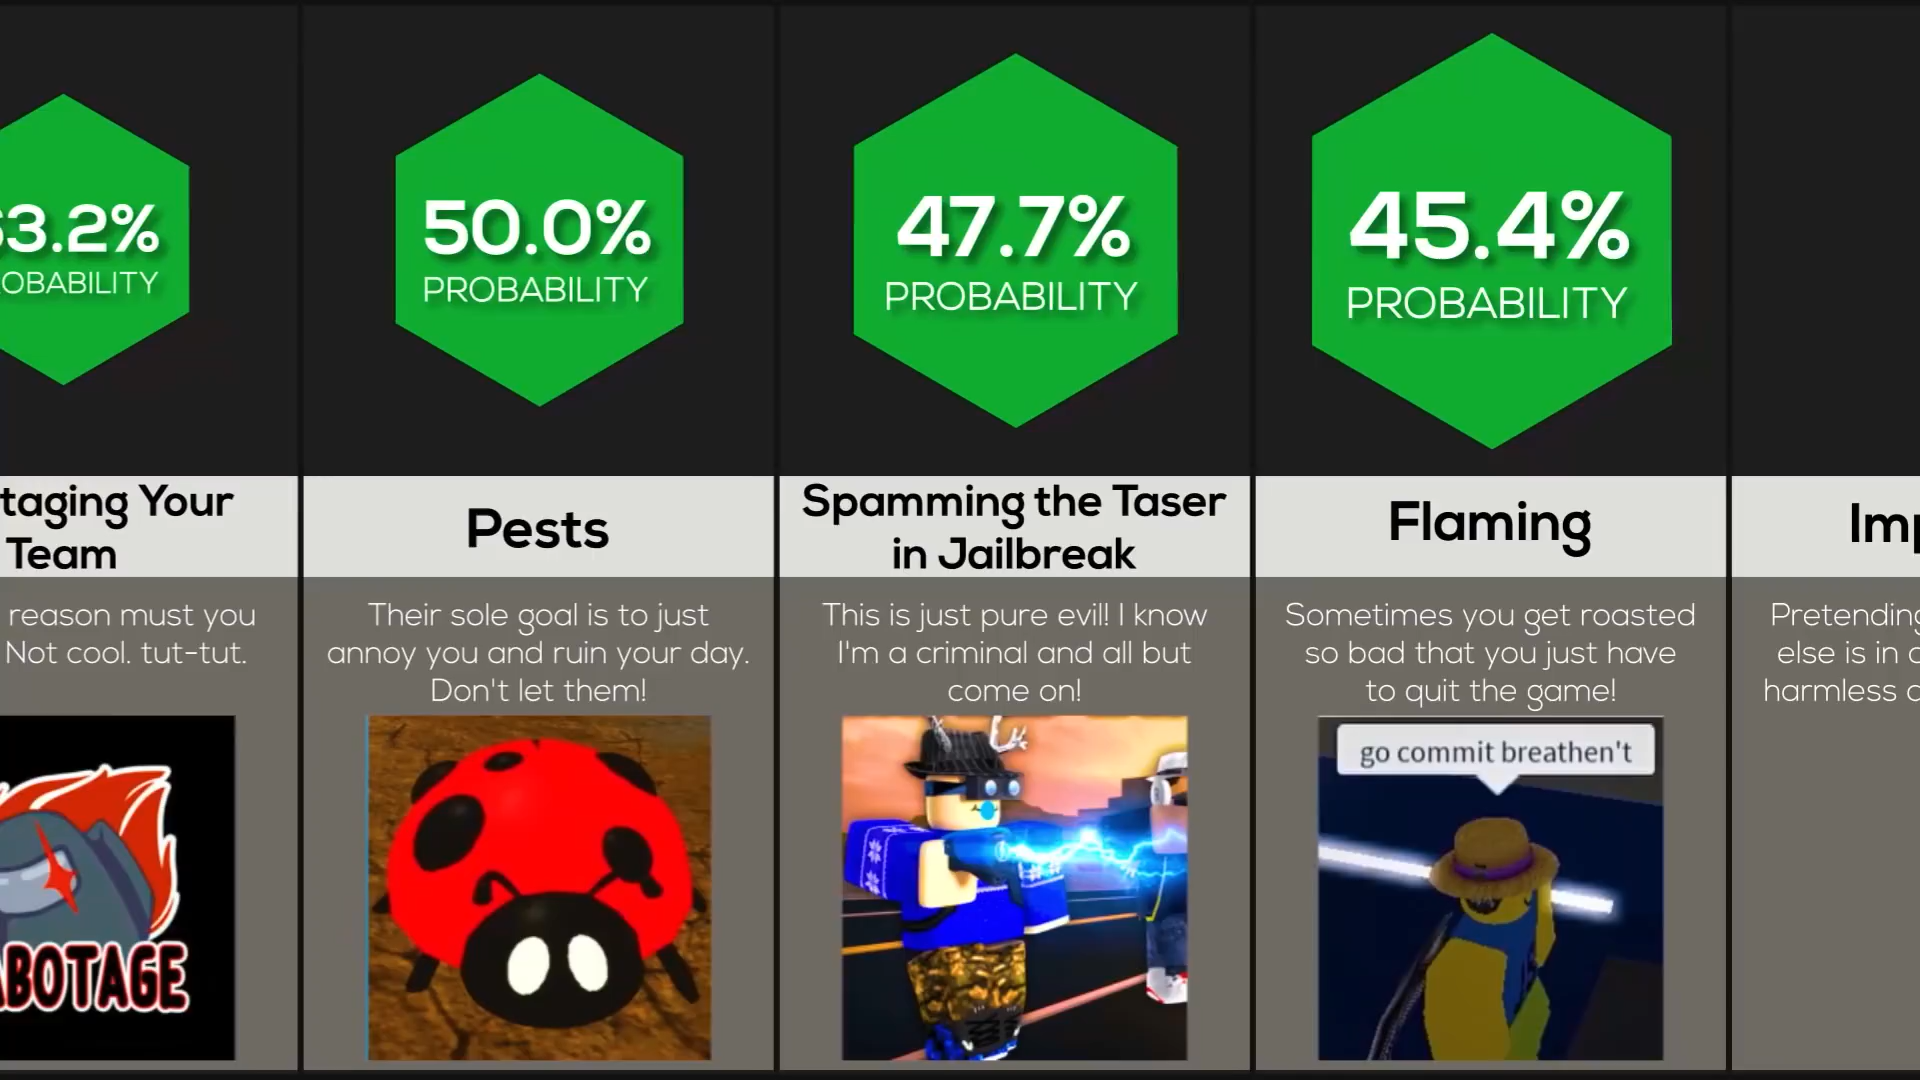 3.2%
OBABILITY
taging Your
Team
reason must you
Not cool. tut-tut.
BOTAGE
50.0%
PROBABILITY
Pests
Their sole goal is to just
annoy you and ruin your day.
Don't let them!
47.7%
PROBABILITY
Spamming the Taser
in Jailbreak
This is just pure evil! I know
I'm a criminal and all but
come on!
45.4%
PROBABILITY
Flaming
Sometimes you get roasted
so bad that you just have
to quit the game!
go commit breathen't
Imp
Pretending
else is in
harmless